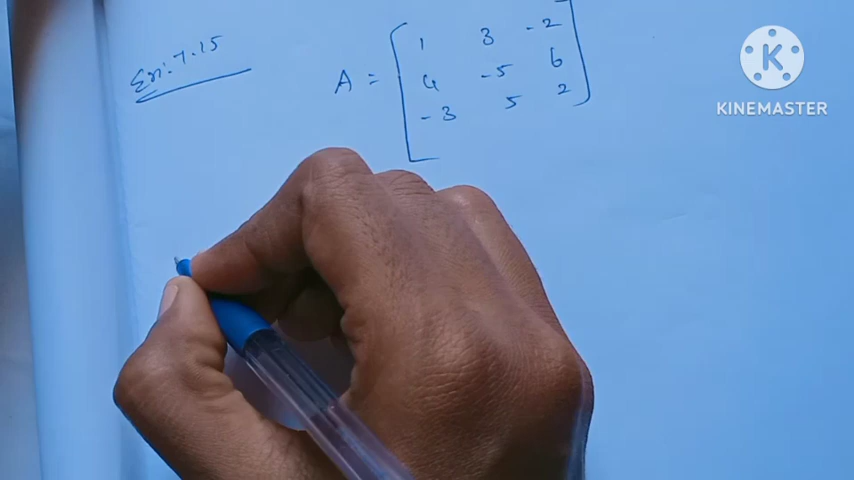 Ex: 7.15
A = [ 1 3 -2
4 -5 6
-3 5 2 ]
K
KINEMASTER